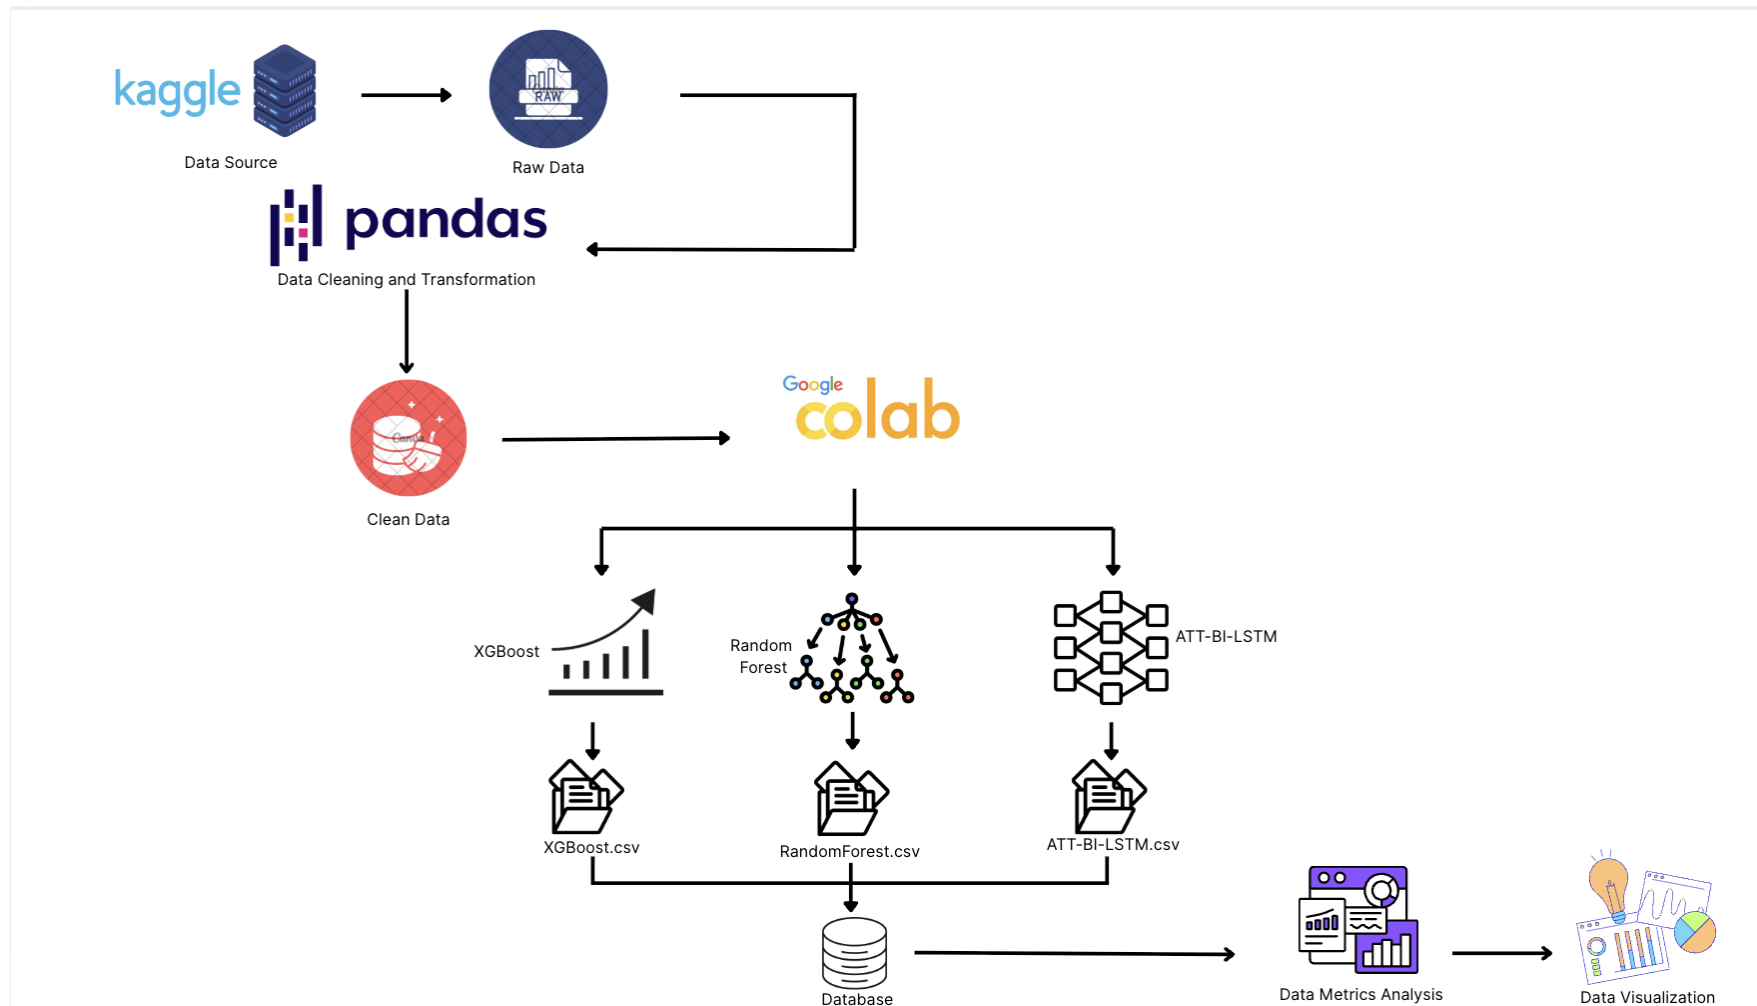 kaggle
Data Source
RAW
Raw Data
pandas
Data Cleaning and Transformation
Canva
Clean Data
Google
colab
XGBoost
Random
Forest
ATT-BI-LSTM
XGBoost.csv
RandomForest.csv
ATT-BI-LSTM.csv
Database
Data Metrics Analysis
Data Visualization